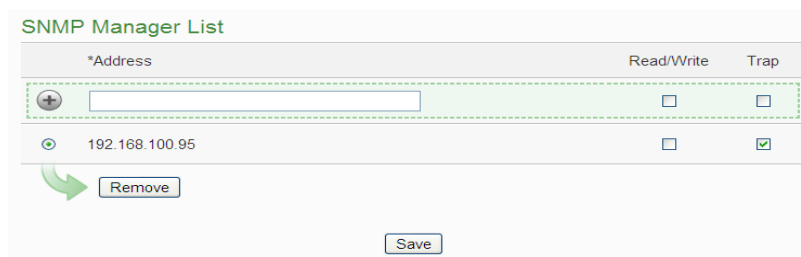 SNMP Manager List
*Address Read/Write Trap
192.168.100.95
Remove
Save